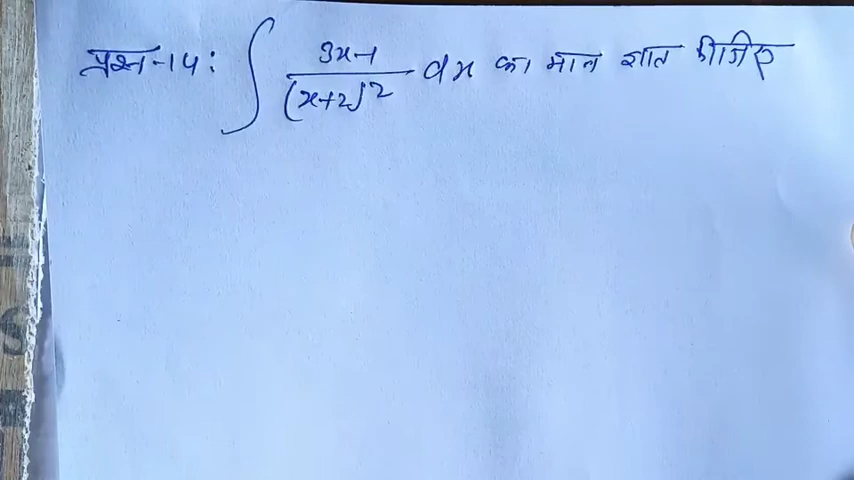 प्रश्न-14: ∫ 3x-1/(x+2)² dx का मान ज्ञात कीजिए